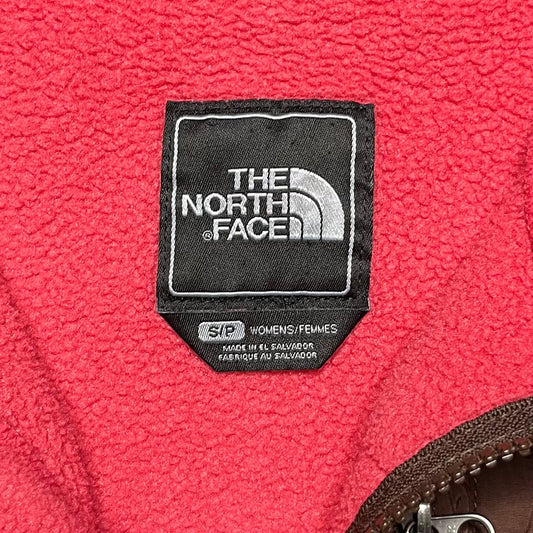 THE
NORTH
®FACE
S/P WOMENS/FEMMES
MADE IN EL SALVADOR
FABRIQUE AU SALVADOR